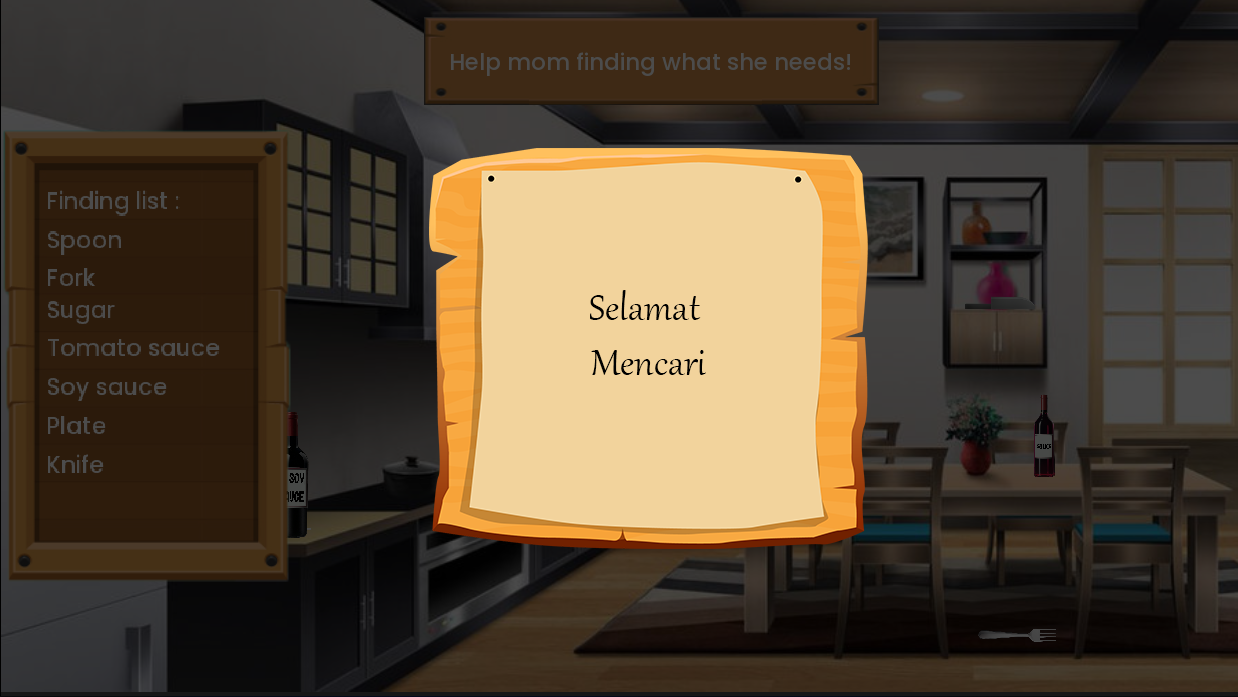 Help mom finding what she needs!
Finding list :
Spoon
Fork
Sugar
Tomato sauce
Soy sauce
Plate
Knife
Selamat
Mencari
SOY
SAUCE